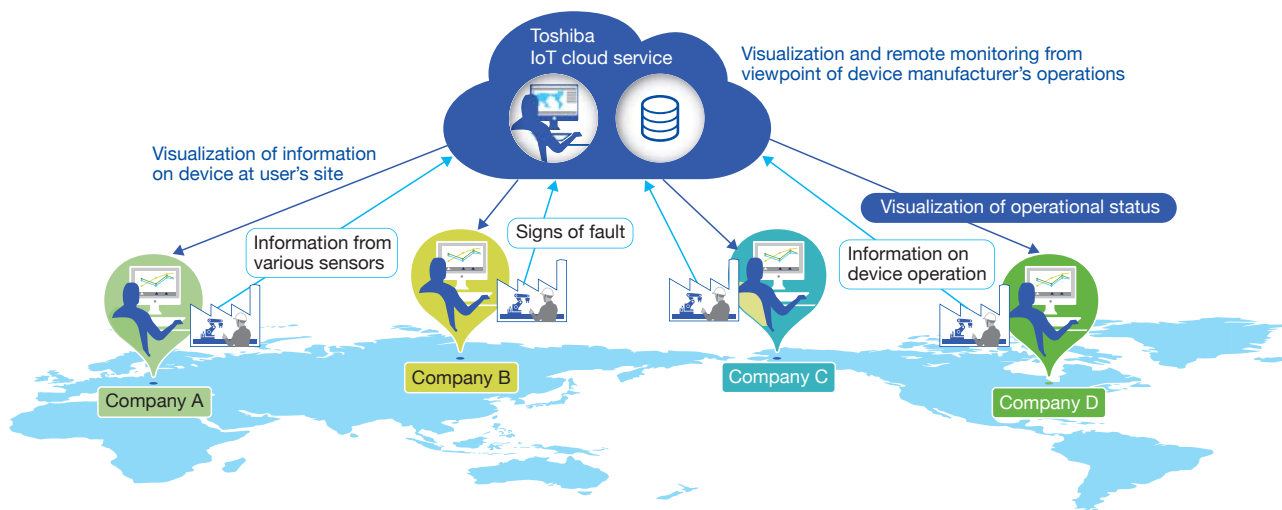 Toshiba
IoT cloud service
Visualization and remote monitoring from
viewpoint of device manufacturer's operations
Visualization of information
on device at user's site
Visualization of operational status
Information from
various sensors
Signs of fault
Information on
device operation
Company A
Company B
Company C
Company D